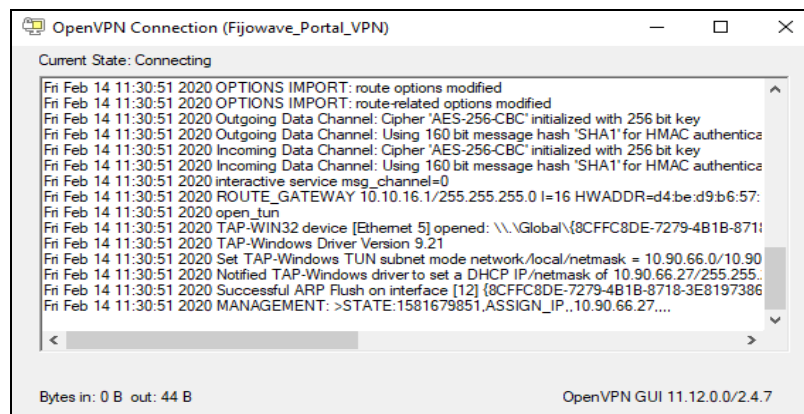 OpenVPN Connection (Fijowave_Portal_VPN)
Current State: Connecting
Fri Feb 14 11:30:51 2020 OPTIONS IMPORT: route options modified
Fri Feb 14 11:30:51 2020 OPTIONS IMPORT: route-related options modified
Fri Feb 14 11:30:51 2020 Outgoing Data Channel: Cipher 'AES-256-CBC' initialized with 256 bit key
Fri Feb 14 11:30:51 2020 Outgoing Data Channel: Using 160 bit message hash 'SHA1' for HMAC authentica
Fri Feb 14 11:30:51 2020 Incoming Data Channel: Cipher 'AES-256-CBC' initialized with 256 bit key
Fri Feb 14 11:30:51 2020 Incoming Data Channel: Using 160 bit message hash 'SHA1' for HMAC authentica
Fri Feb 14 11:30:51 2020 interactive service msg_channel=0
Fri Feb 14 11:30:51 2020 ROUTE_GATEWAY 10.10.16.1/255.255.255.0 I=16 HWADDR=d4:be:d9:b6:57:
Fri Feb 14 11:30:51 2020 open_tun
Fri Feb 14 11:30:51 2020 TAP-WIN32 device [Ethernet 5] opened: \\.\Global\{8CFFC8DE-7279-4B1B-871
Fri Feb 14 11:30:51 2020 TAP-Windows Driver Version 9.21
Fri Feb 14 11:30:51 2020 Set TAP-Windows TUN subnet mode network/local/netmask = 10.90.66.0/10.90
Fri Feb 14 11:30:51 2020 Notified TAP-Windows driver to set a DHCP IP/netmask of 10.90.66.27/255.255.
Fri Feb 14 11:30:51 2020 Successful ARP Flush on interface [12] {8CFFC8DE-7279-4B1B-8718-3E8197386
Fri Feb 14 11:30:51 2020 MANAGEMENT: >STATE:1581679851,ASSIGN_IP,,10.90.66.27,,,,
Bytes in: 0 B out: 44 B
OpenVPN GUI 11.12.0.0/2.4.7